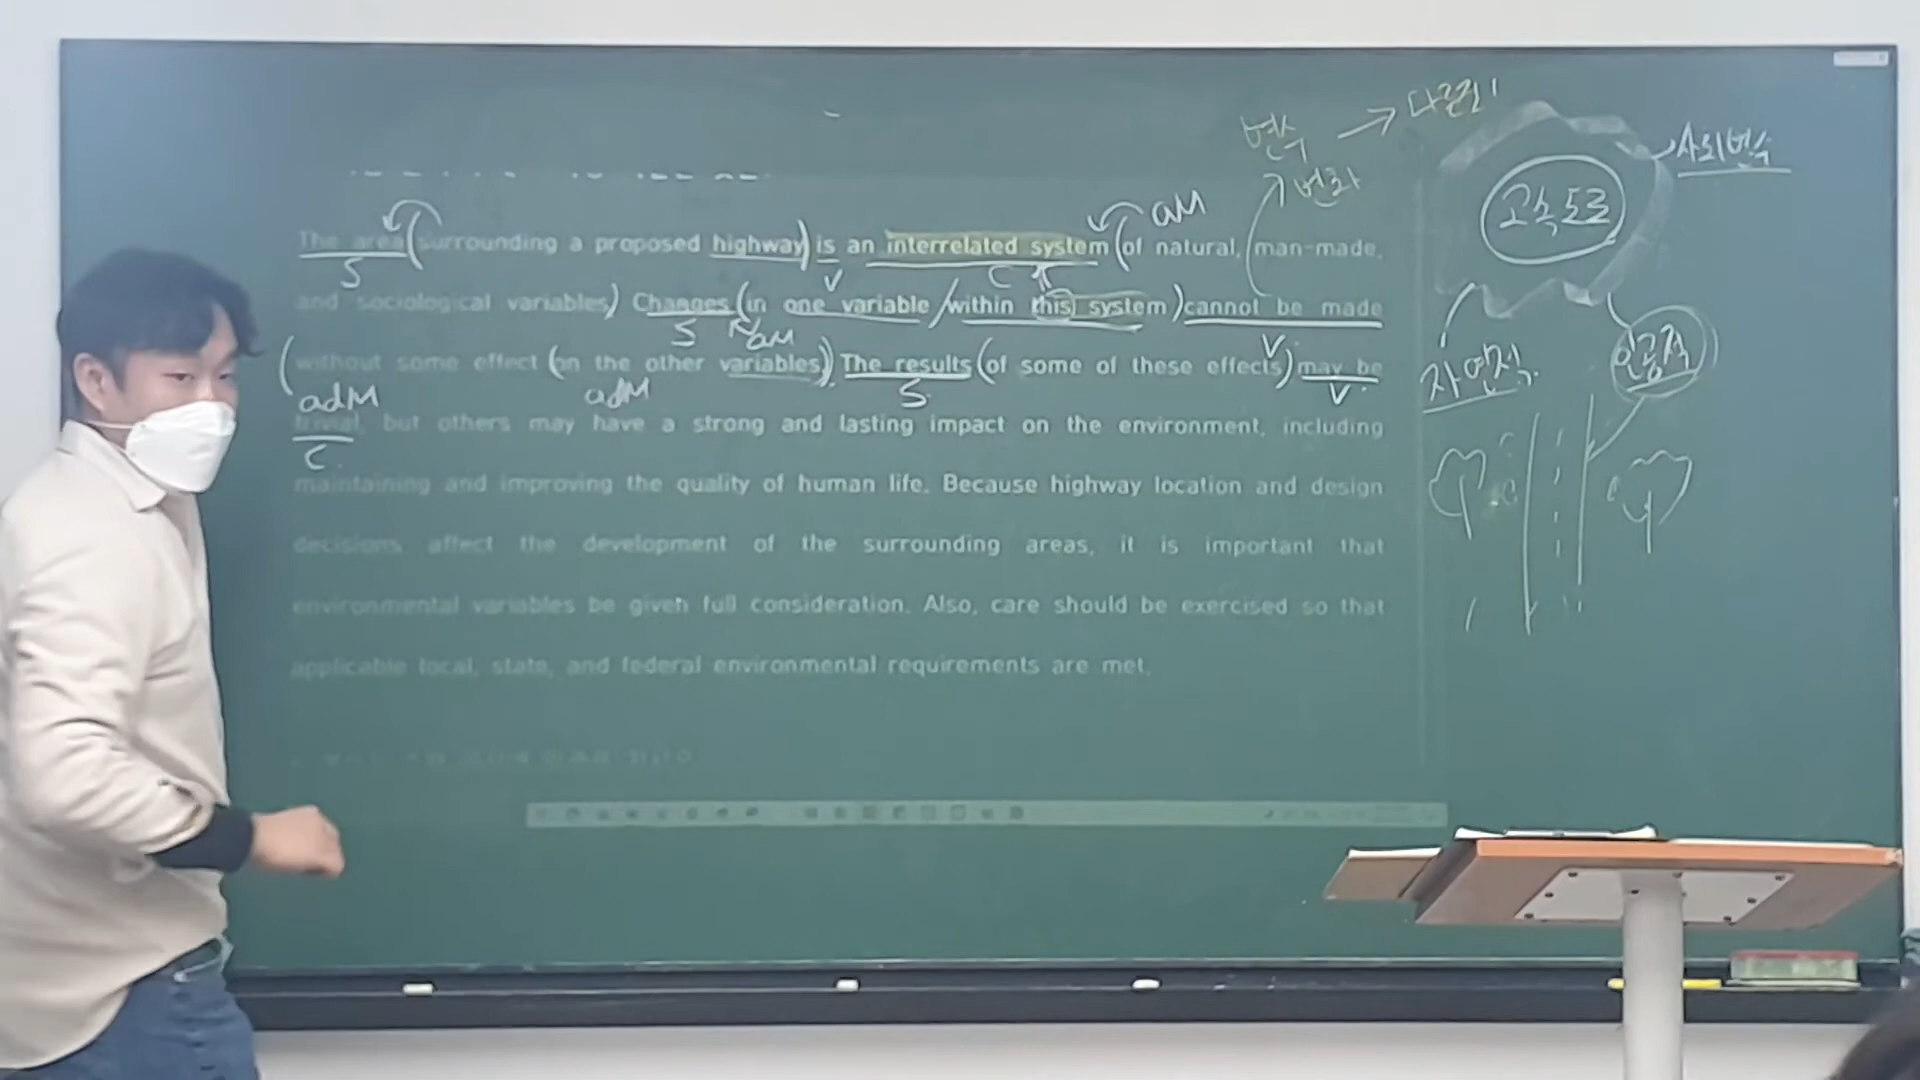 변수 → 다른 |
변화
고속도로
사회변수
자연적
인공적
aM
The area (surrounding a proposed highway) is an interrelated system (of natural, man-made,
S V C
and sociological variables) Changes (in one variable / within this system) cannot be made
S aM V
(without some effect (on the other variables)) The results (of some of these effects) may be
adM adM S V
trivial, but others may have a strong and lasting impact on the environment, including
C
maintaining and improving the quality of human life. Because highway location and design
decisions affect the development of the surrounding areas, it is important that
environmental variables be given full consideration. Also, care should be exercised so that
applicable local, state, and federal environmental requirements are met.